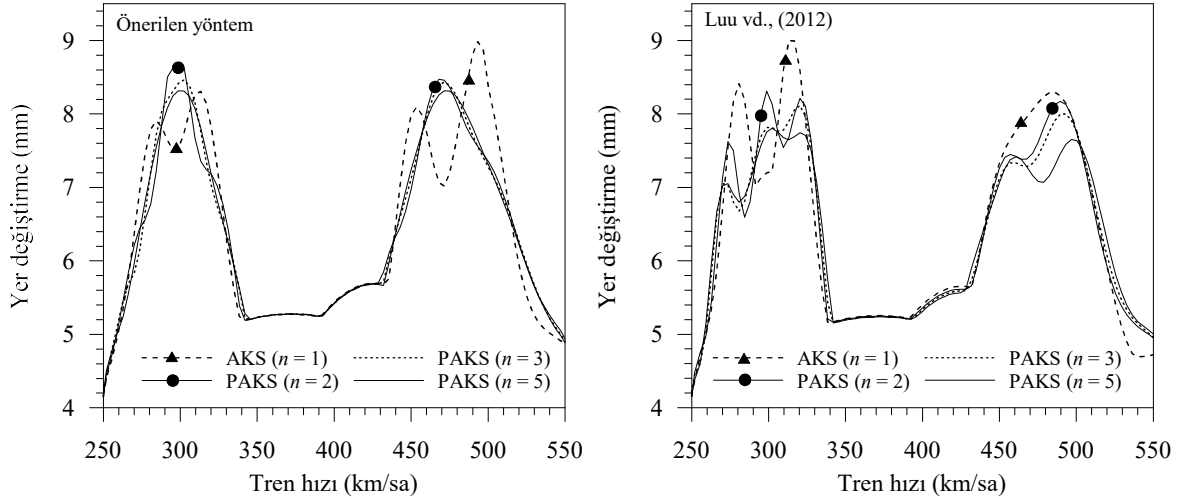 Önerilen yöntem
9
8
7
6
5
4
Yer değiştirme (mm)
AKS (n = 1)
PAKS (n = 3)
PAKS (n = 2)
PAKS (n = 5)
250 300 350 400 450 500 550
Tren hızı (km/sa)
Luu vd., (2012)
9
8
7
6
5
4
Yer değiştirme (mm)
AKS (n = 1)
PAKS (n = 3)
PAKS (n = 2)
PAKS (n = 5)
250 300 350 400 450 500 550
Tren hızı (km/sa)